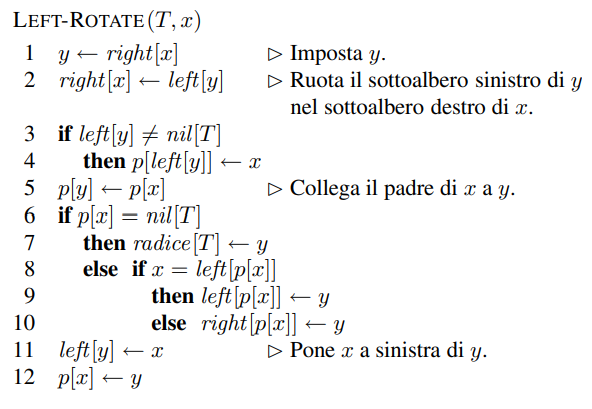 LEFT-ROTATE(T, x)
1 y ← right[x] ▷ Imposta y.
2 right[x] ← left[y] ▷ Ruota il sottoalbero sinistro di y
nel sottoalbero destro di x.
3 if left[y] ≠ nil[T]
4 then p[left[y]] ← x
5 p[y] ← p[x] ▷ Collega il padre di x a y.
6 if p[x] = nil[T]
7 then radice[T] ← y
8 else if x = left[p[x]]
9 then left[p[x]] ← y
10 else right[p[x]] ← y
11 left[y] ← x ▷ Pone x a sinistra di y.
12 p[x] ← y